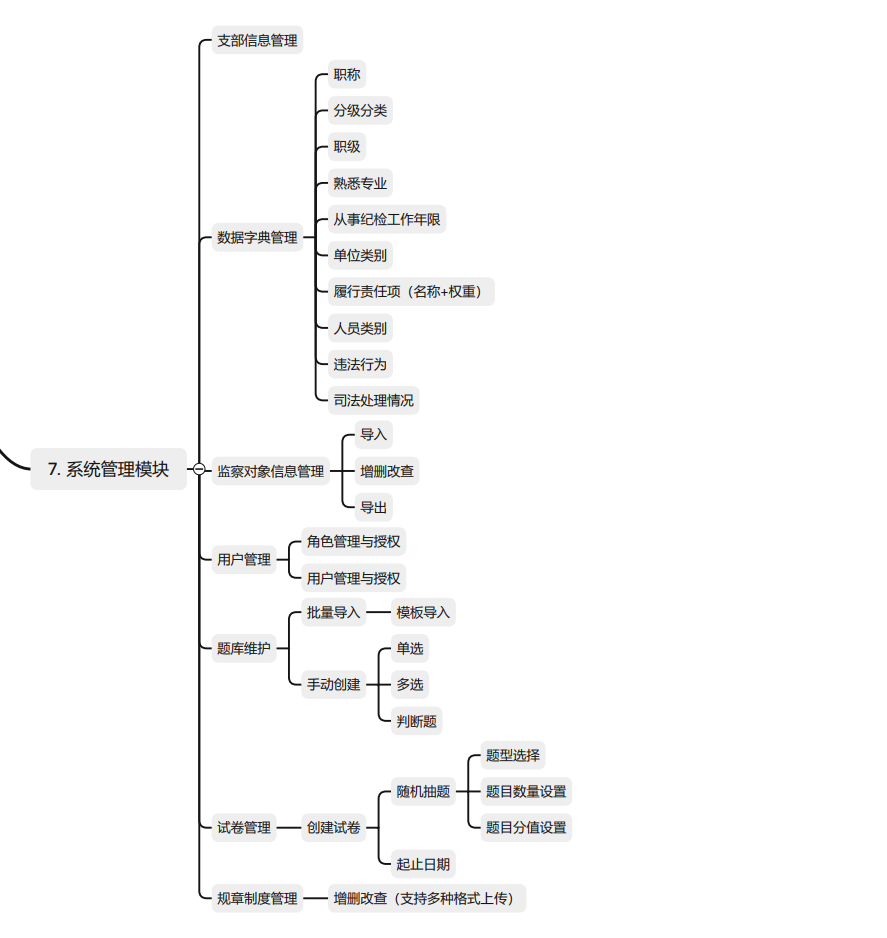 支部信息管理
职称
分级分类
职级
熟悉专业
从事纪检工作年限
数据字典管理
单位类别
履行责任项（名称+权重）
人员类别
违法行为
司法处理情况
导入
7. 系统管理模块
监察对象信息管理
增删改查
导出
角色管理与授权
用户管理
用户管理与授权
批量导入
模板导入
题库维护
单选
手动创建
多选
判断题
题型选择
随机抽题
题目数量设置
试卷管理
创建试卷
题目分值设置
起止日期
规章制度管理
增删改查（支持多种格式上传）